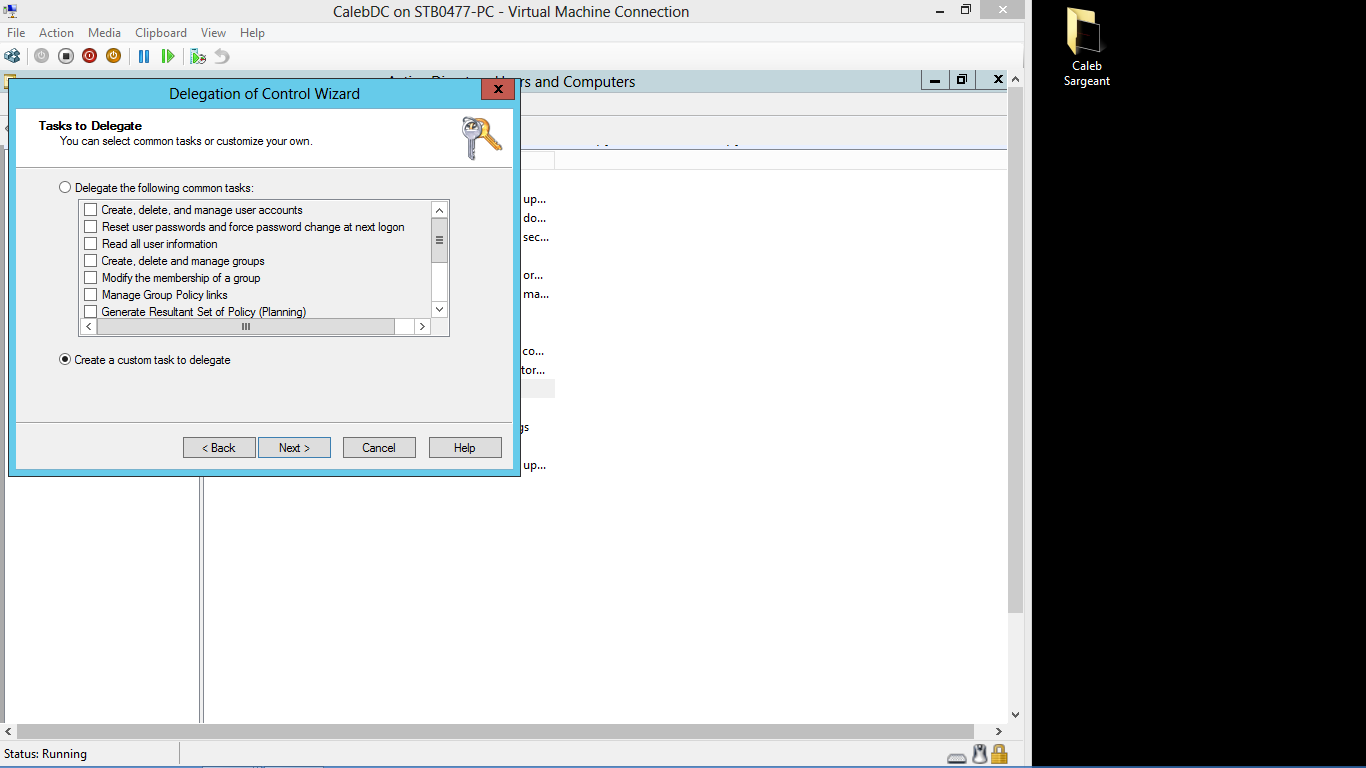 CalebDC on STB0477-PC - Virtual Machine Connection
File Action Media Clipboard View Help
rs and Computers
Delegation of Control Wizard
Tasks to Delegate
You can select common tasks or customize your own.
Delegate the following common tasks:
Create, delete, and manage user accounts
Reset user passwords and force password change at next logon
Read all user information
Create, delete and manage groups
Modify the membership of a group
Manage Group Policy links
Generate Resultant Set of Policy (Planning)
Create a custom task to delegate
< Back Next > Cancel Help
up...
do...
sec...
or...
ma...
co...
tor...
gs
up...
Status: Running
Caleb
Sargeant